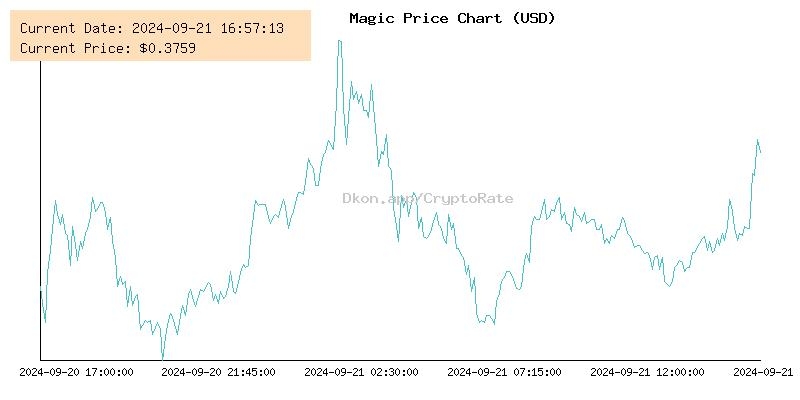 Magic Price Chart (USD)
Current Date: 2024-09-21 16:57:13
Current Price: $0.3759
Dkon.app/CryptoRate
2024-09-20 17:00:00 2024-09-20 21:45:00 2024-09-21 02:30:00 2024-09-21 07:15:00 2024-09-21 12:00:00 2024-09-21